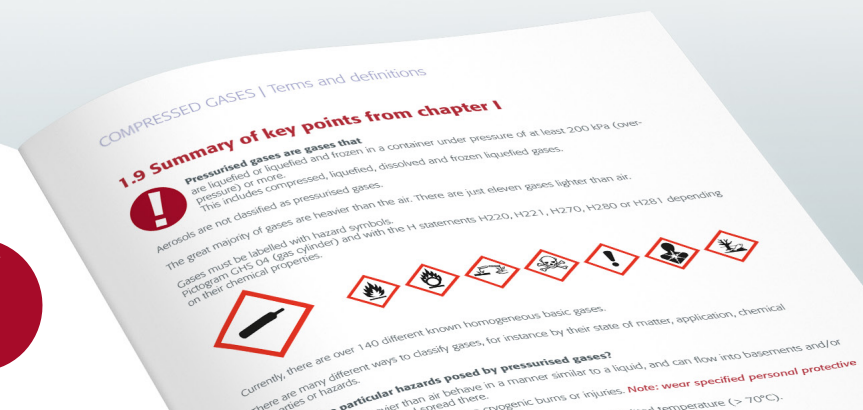 COMPRESSED GASES | Terms and definitions
1.9 Summary of key points from chapter I
Pressurised gases are gases that
are liquefied or liquefied and frozen in a container under pressure of at least 200 kPa (over-
pressure) or more.
This includes compressed, liquefied, dissolved and frozen liquefied gases.
Aerosols are not classified as pressurised gases.
The great majority of gases are heavier than the air. There are just eleven gases lighter than air.
Gases must be labelled with hazard symbols.
Pictogram GHS 04 (gas cylinder) and with the H statements H220, H221, H270, H280 or H281 depending
on their chemical properties.
Currently, there are over 140 different known homogeneous basic gases.
There are many different ways to classify gases, for instance by their state of matter, application, chemical
or hazards.
particular hazards posed by pressurised gases?
than air behave in a manner similar to a liquid, and can flow into basements and/or
spread there.
cryogenic burns or injuries. Note: wear specified personal protective
temperature (> 70°C).